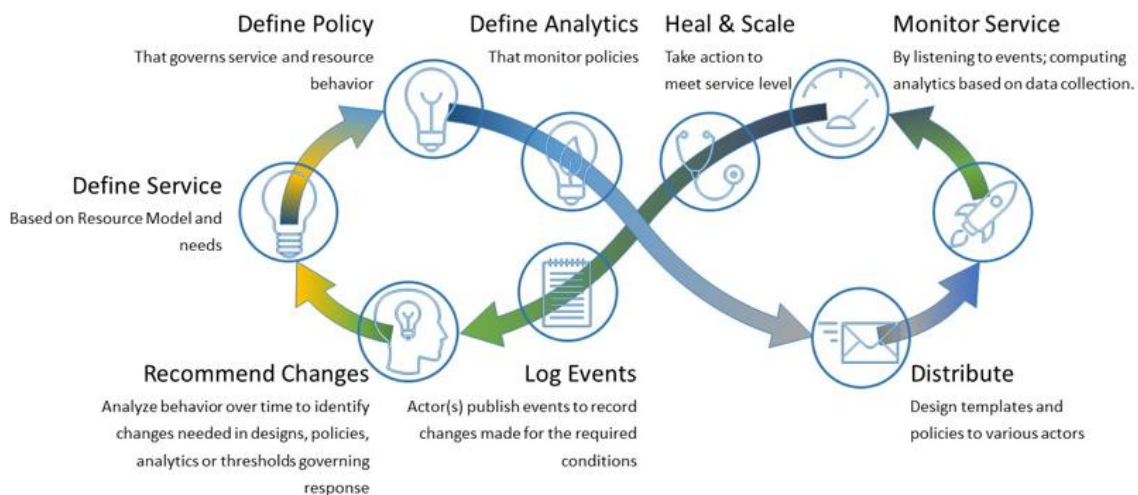 Define Policy
That governs service and resource
behavior
Define Analytics
That monitor policies
Heal & Scale
Take action to
meet service level
Monitor Service
By listening to events; computing
analytics based on data collection.
Define Service
Based on Resource Model and
needs
Recommend Changes
Analyze behavior over time to identify
changes needed in designs, policies,
analytics or thresholds governing
response
Log Events
Actor(s) publish events to record
changes made for the required
conditions
Distribute
Design templates and
policies to various actors